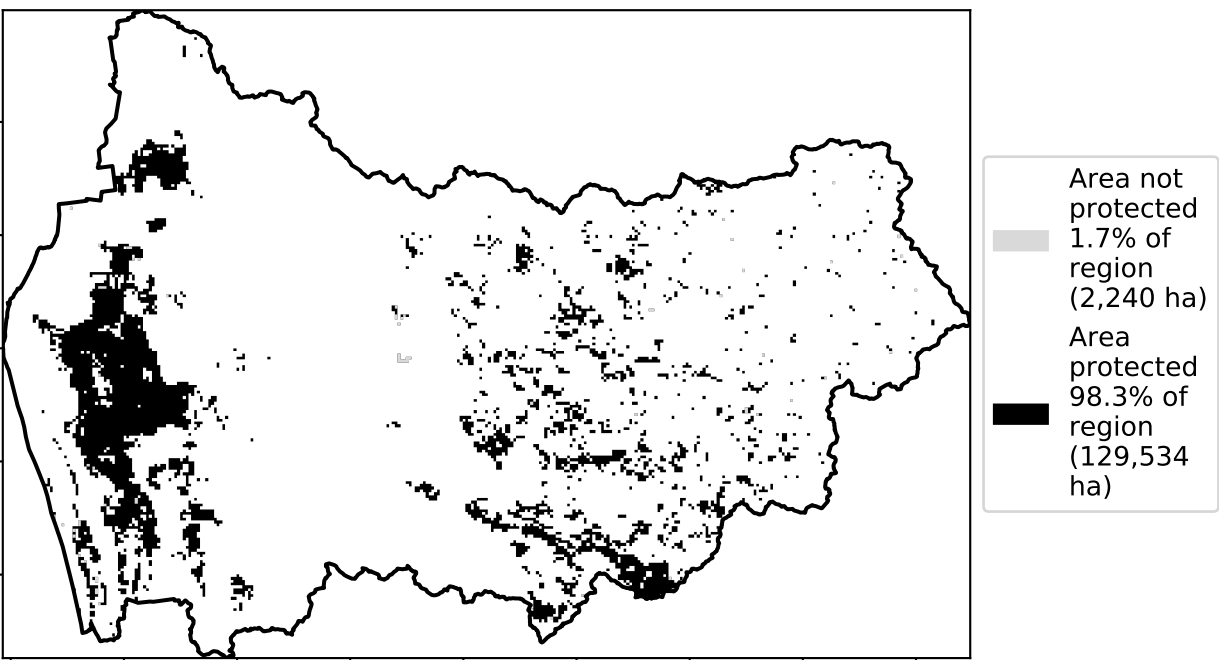 Area not
protected
1.7% of
region
(2,240 ha)
Area
protected
98.3% of
region
(129,534
ha)